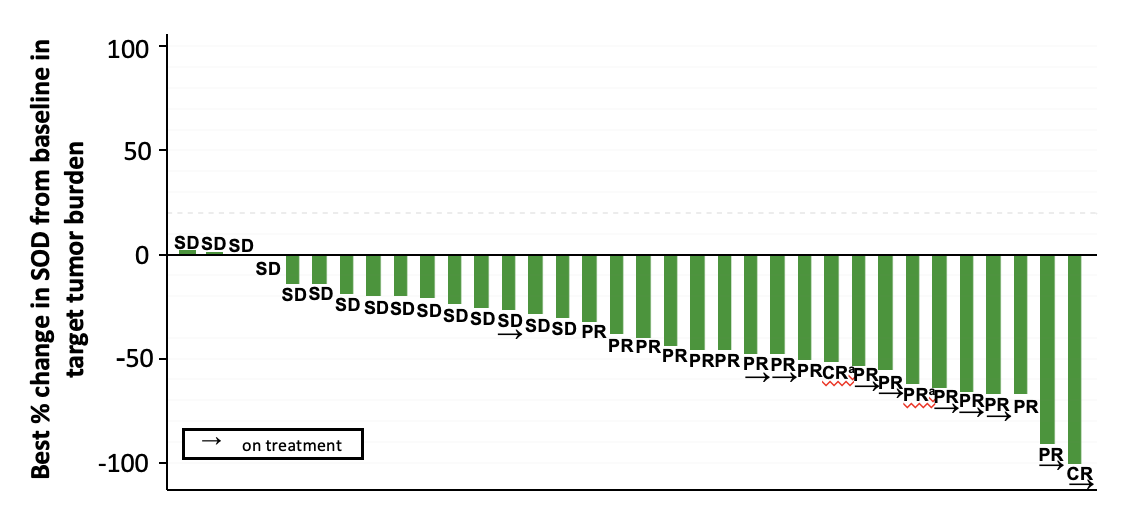 Best % change in SOD from baseline in
target tumor burden
100
50
0
-50
-100
SD SD SD
SD
SD SD SD SD SD SD SD SD SD SD SD PR
PR PR PR PR PR PR PR PR CRª PR PR PRª PR PR PR PR
PR
CR
→ on treatment